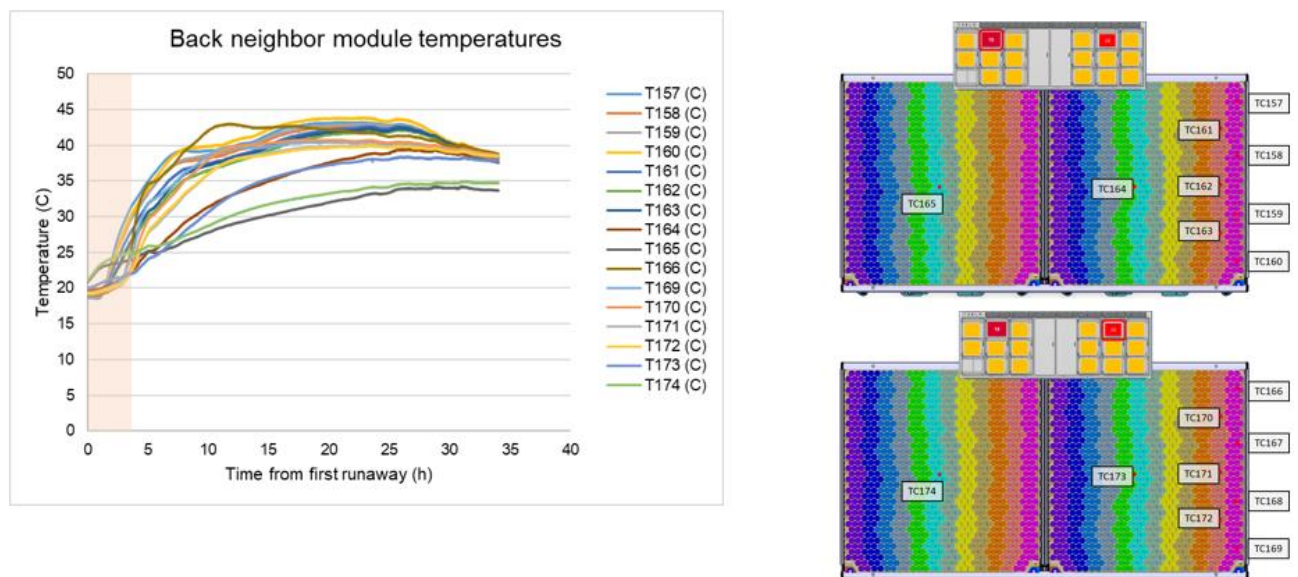 Back neighbor module temperatures
50
45
40
35
30
25
20
15
10
5
0
Temperature (C)
0 5 10 15 20 25 30 35 40
Time from first runaway (h)
T157 (C)
T158 (C)
T159 (C)
T160 (C)
T161 (C)
T162 (C)
T163 (C)
T164 (C)
T165 (C)
T166 (C)
T169 (C)
T170 (C)
T171 (C)
T172 (C)
T173 (C)
T174 (C)
TC157
TC161
TC158
TC162
TC164
TC165
TC159
TC163
TC160
TC166
TC170
TC167
TC171
TC173
TC174
TC168
TC172
TC169